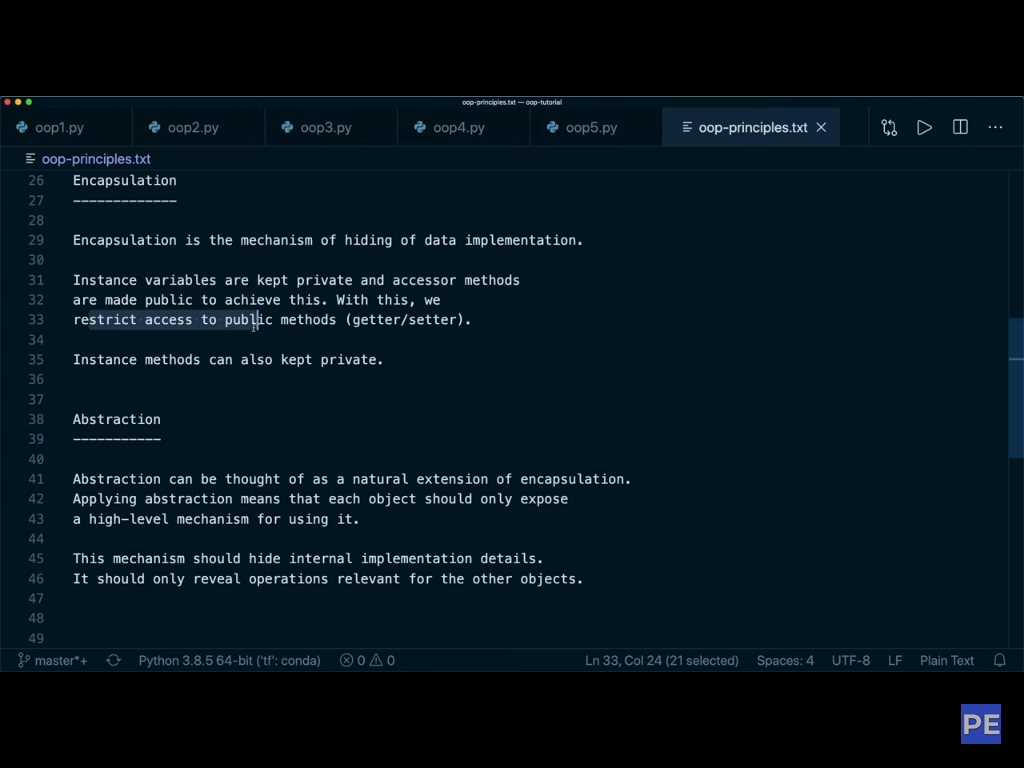 oop-principles.txt — oop-tutorial
oop1.py oop2.py oop3.py oop4.py oop5.py oop-principles.txt
oop-principles.txt
26 Encapsulation
27 -------------
28
29 Encapsulation is the mechanism of hiding of data implementation.
30
31 Instance variables are kept private and accessor methods
32 are made public to achieve this. With this, we
33 restrict access to public methods (getter/setter).
34
35 Instance methods can also kept private.
36
37
38 Abstraction
39 -----------
40
41 Abstraction can be thought of as a natural extension of encapsulation.
42 Applying abstraction means that each object should only expose
43 a high-level mechanism for using it.
44
45 This mechanism should hide internal implementation details.
46 It should only reveal operations relevant for the other objects.
47
48
49
master*+ Python 3.8.5 64-bit ('tf': conda) 0 0 Ln 33, Col 24 (21 selected) Spaces: 4 UTF-8 LF Plain Text
PE